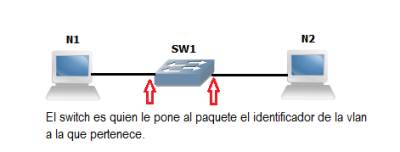 N1 SW1 N2
El switch es quien le pone al paquete el identificador de la vlan
a la que pertenece.